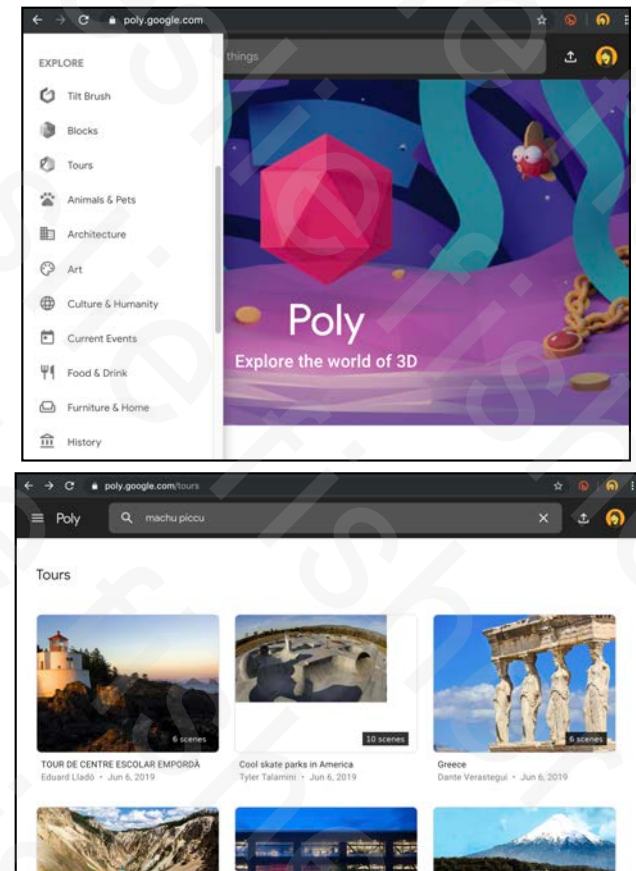 poly.google.com
EXPLORE
things
Tilt Brush
Blocks
Tours
Animals & Pets
Architecture
Art
Culture & Humanity
Current Events
Food & Drink
Furniture & Home
History
Poly
Explore the world of 3D
poly.google.com/tours
Poly
machu piccu
Tours
6 scenes
10 scenes
6 scenes
TOUR DE CENTRE ESCOLAR EMPORDÀ
Cool skate parks in America
Greece
Eduard Lladó • Jun 6, 2019
Tyler Talamini • Jun 6, 2019
Dante Verastegui • Jun 6, 2019